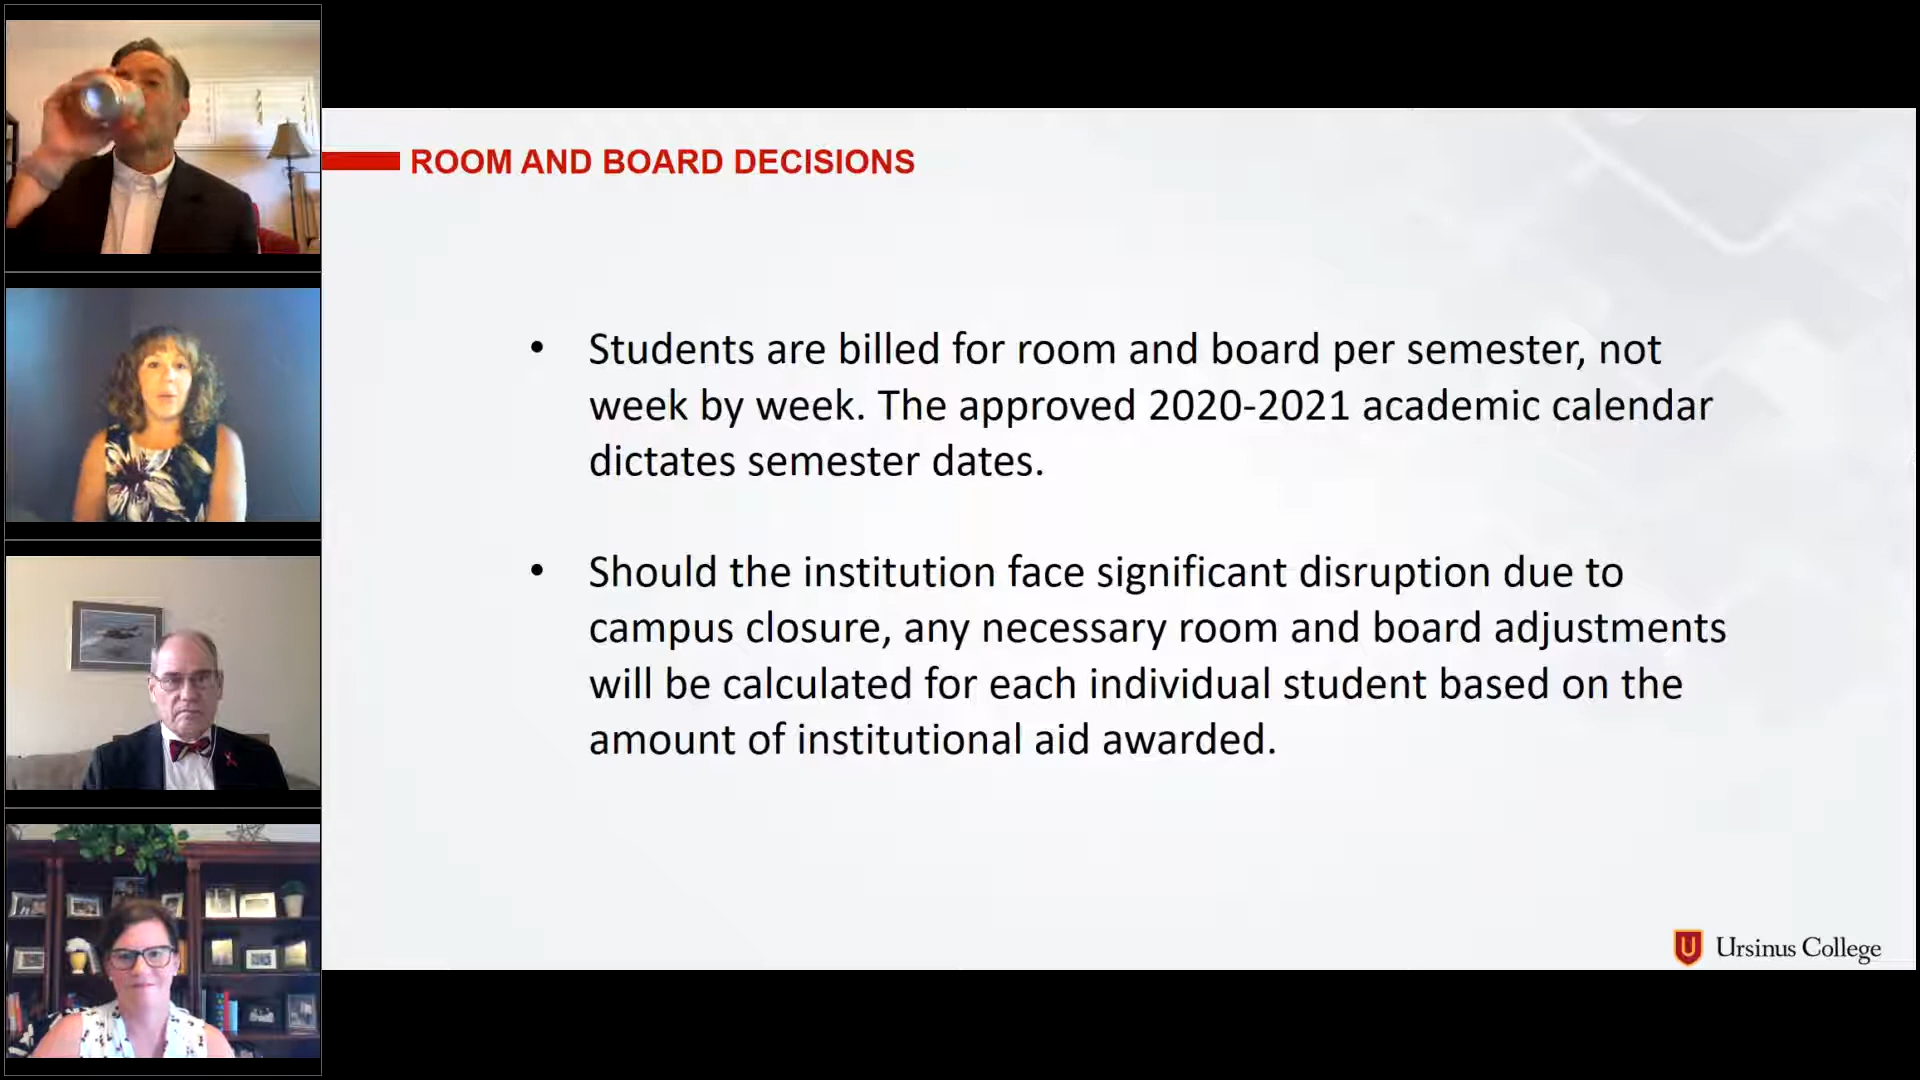 ROOM AND BOARD DECISIONS
• Students are billed for room and board per semester, not
week by week. The approved 2020-2021 academic calendar
dictates semester dates.
• Should the institution face significant disruption due to
campus closure, any necessary room and board adjustments
will be calculated for each individual student based on the
amount of institutional aid awarded.
U Ursinus College